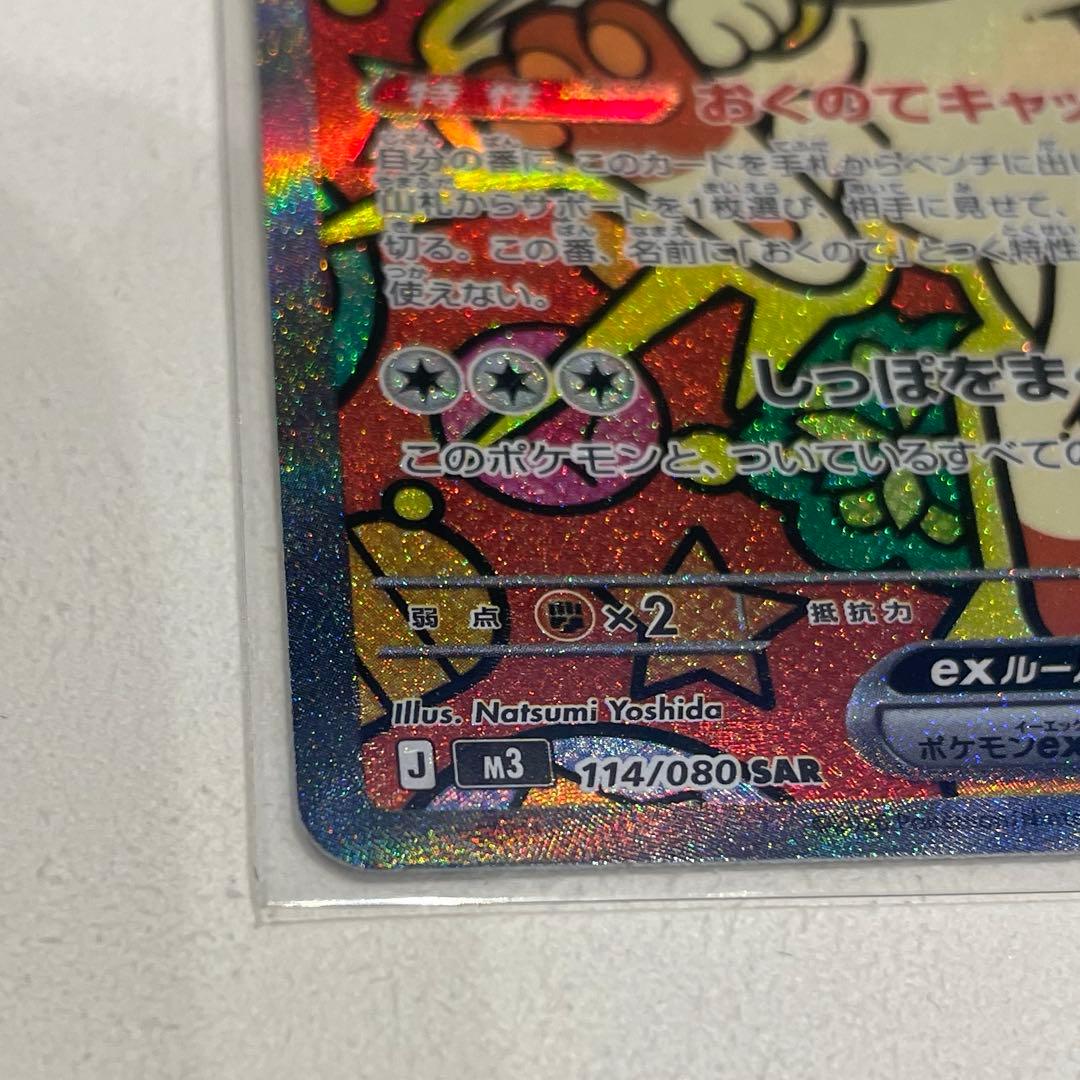 特性 おくのてキャッ
自分の番に、このカードを手札からベンチに出し
山札からサポートを1枚選び、相手に見せて、
切る。この番、名前に「おくのて」とつく特性
使えない。
しっぽをまく
このポケモンと、ついているすべての
弱点 ×2 抵抗力
exルール
ポケモンex
Illus. Natsumi Yoshida
J M3 114/080 SAR